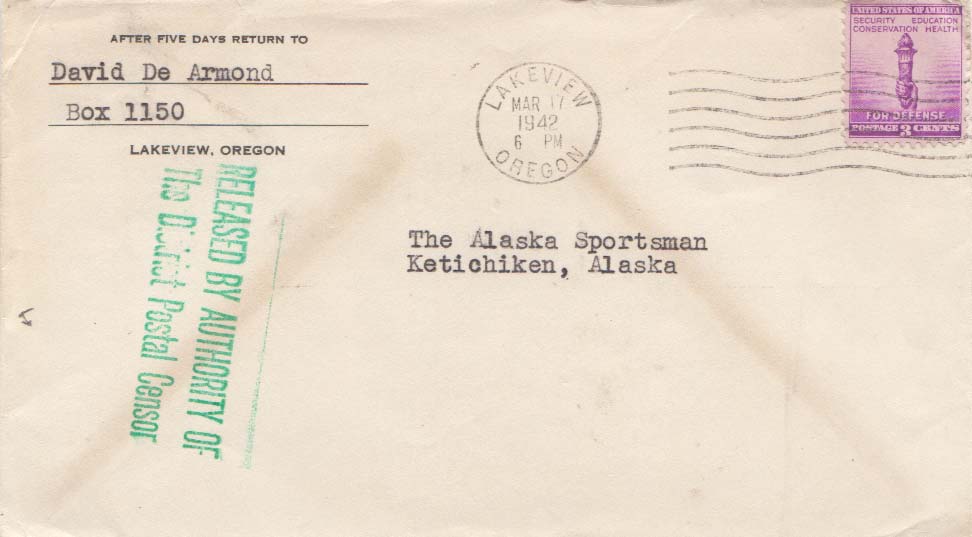 AFTER FIVE DAYS RETURN TO
David De Armond
Box 1150
LAKEVIEW, OREGON
LAKEVIEW
MAR 17
1942
6 PM
OREGON
UNITED STATES OF AMERICA
SECURITY EDUCATION
CONSERVATION HEALTH
FOR DEFENSE
POSTAGE 3 CENTS
The Alaska Sportsman
Ketichiken, Alaska
RELEASED BY AUTHORITY OF
The District Postal Censor